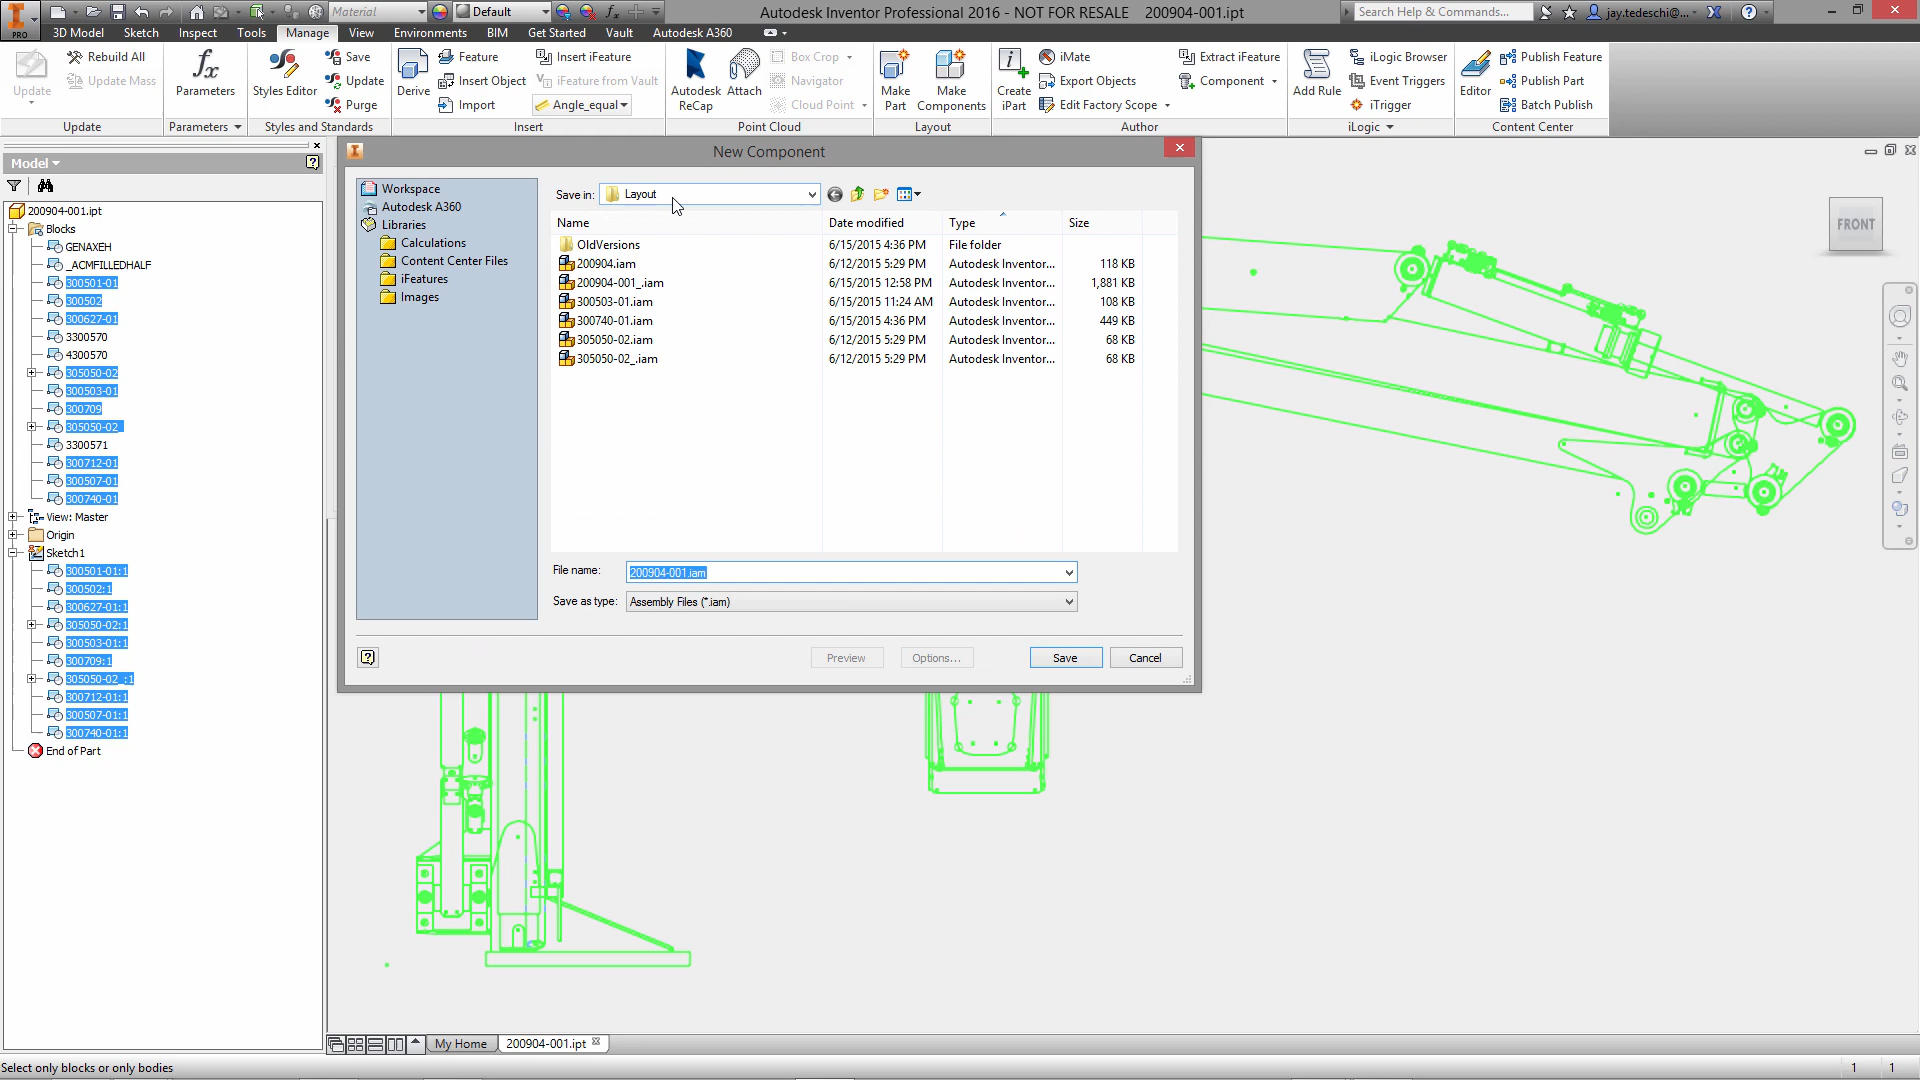 Material
Default
Autodesk Inventor Professional 2016 - NOT FOR RESALE 200904-001.ipt
Search Help & Commands...
jay.tedeschi@...
PRO
3D Model Sketch Inspect Tools Manage View Environments BIM Get Started Vault Autodesk A360
Update
Rebuild All
Update Mass
Update
fx
Parameters
Parameters
Styles Editor
Save
Update
Purge
Styles and Standards
Derive
Feature
Insert Object
Import
Insert iFeature
iFeature from Vault
Angle_equal
Insert
Autodesk
ReCap
Attach
Box Crop
Navigator
Cloud Point
Point Cloud
Make
Part
Make
Components
Layout
Create
iPart
iMate
Export Objects
Edit Factory Scope
Extract iFeature
Component
Author
Add Rule
iLogic Browser
Event Triggers
iTrigger
iLogic
Editor
Publish Feature
Publish Part
Batch Publish
Content Center
Model
200904-001.ipt
Blocks
GENAXEH
_ACMFILLEDHALF
300501-01
300502
300627-01
3300570
4300570
305050-02
300503-01
300709
305050-02_
3300571
300712-01
300507-01
300740-01
View: Master
Origin
Sketch1
300501-01:1
300502:1
300627-01:1
305050-02:1
300503-01:1
300709:1
305050-02_:1
300712-01:1
300507-01:1
300740-01:1
End of Part
New Component
Workspace
Autodesk A360
Libraries
Calculations
Content Center Files
iFeatures
Images
Save in: Layout
Name Date modified Type Size
OldVersions 6/15/2015 4:36 PM File folder
200904.iam 6/12/2015 5:29 PM Autodesk Inventor... 118 KB
200904-001_.iam 6/15/2015 12:58 PM Autodesk Inventor... 1,881 KB
300503-01.iam 6/15/2015 11:24 AM Autodesk Inventor... 108 KB
300740-01.iam 6/15/2015 4:36 PM Autodesk Inventor... 449 KB
305050-02.iam 6/12/2015 5:29 PM Autodesk Inventor... 68 KB
305050-02_.iam 6/12/2015 5:29 PM Autodesk Inventor... 68 KB
File name: 200904-001.iam
Save as type: Assembly Files (*.iam)
Preview Options... Save Cancel
FRONT
My Home 200904-001.ipt
Select only blocks or only bodies
1 1